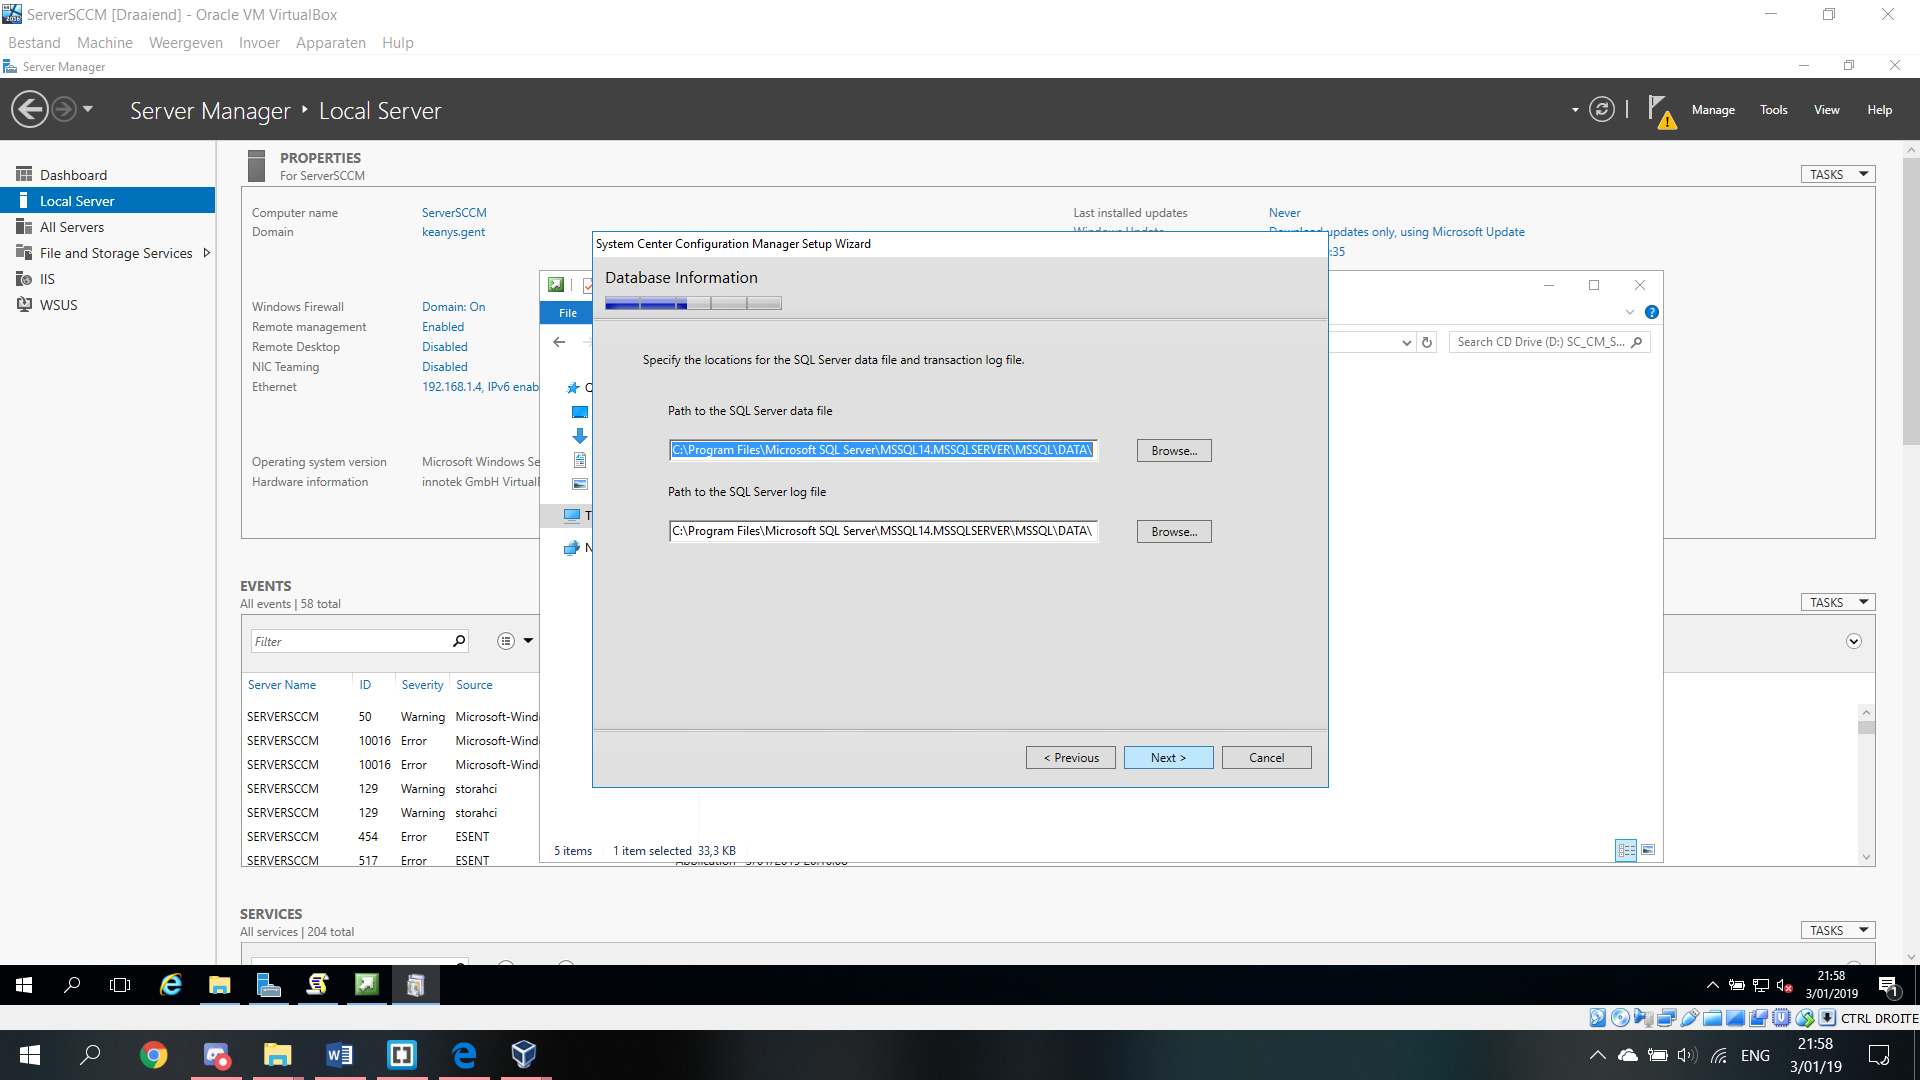 ServerSCCM [Draaiend] - Oracle VM VirtualBox
Bestand Machine Weergeven Invoer Apparaten Hulp
Server Manager
Server Manager ‣ Local Server
Manage Tools View Help
Dashboard
Local Server
All Servers
File and Storage Services
IIS
WSUS
PROPERTIES
For ServerSCCM
TASKS
Computer name ServerSCCM
Domain keanys.gent
Last installed updates Never
Windows Update Download updates only, using Microsoft Update
:35
Windows Firewall Domain: On
Remote management Enabled
Remote Desktop Disabled
NIC Teaming Disabled
Ethernet 192.168.1.4, IPv6 enab
Operating system version Microsoft Windows Se
Hardware information innotek GmbH Virtual
File
Search CD Drive (D:) SC_CM_S...
System Center Configuration Manager Setup Wizard
Database Information
Specify the locations for the SQL Server data file and transaction log file.
Path to the SQL Server data file
C:\Program Files\Microsoft SQL Server\MSSQL14.MSSQLSERVER\MSSQL\DATA\
Browse...
Path to the SQL Server log file
C:\Program Files\Microsoft SQL Server\MSSQL14.MSSQLSERVER\MSSQL\DATA\
Browse...
< Previous Next > Cancel
5 items 1 item selected 33,3 KB
EVENTS
All events | 58 total
TASKS
Filter
Server Name ID Severity Source
SERVERSCCM 50 Warning Microsoft-Wind
SERVERSCCM 10016 Error Microsoft-Wind
SERVERSCCM 10016 Error Microsoft-Wind
SERVERSCCM 129 Warning storahci
SERVERSCCM 129 Warning storahci
SERVERSCCM 454 Error ESENT
SERVERSCCM 517 Error ESENT
SERVICES
All services | 204 total
TASKS
21:58
3/01/2019
1
CTRL DROITE
ENG
21:58
3/01/19